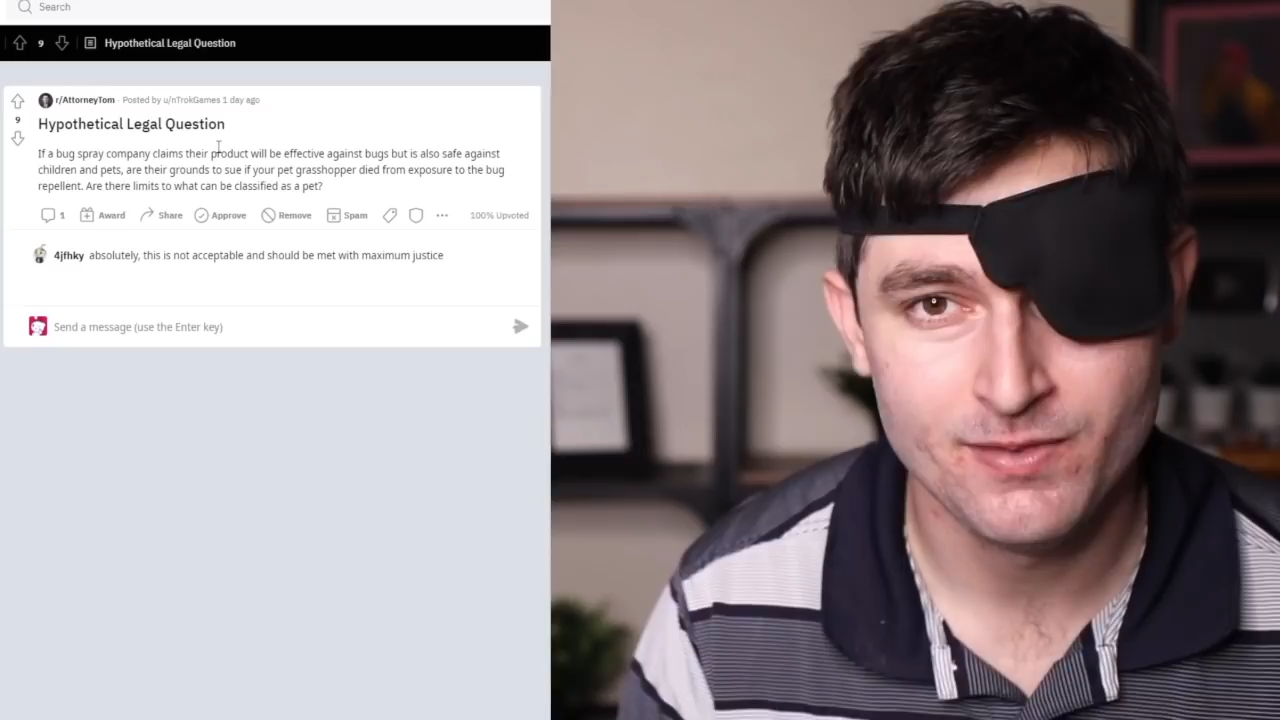 Search
9 Hypothetical Legal Question
r/AttorneyTom · Posted by u/nTrokGames 1 day ago
9
Hypothetical Legal Question
If a bug spray company claims their product will be effective against bugs but is also safe against
children and pets, are their grounds to sue if your pet grasshopper died from exposure to the bug
repellent. Are there limits to what can be classified as a pet?
1 Award Share Approve Remove Spam 100% Upvoted
4jfhky absolutely, this is not acceptable and should be met with maximum justice
Send a message (use the Enter key)